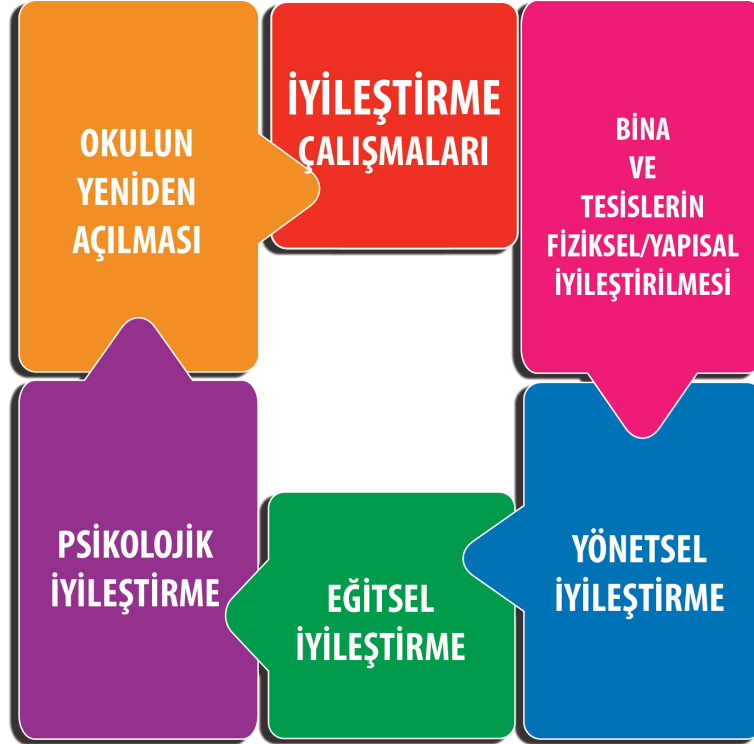 İYİLEŞTİRME
ÇALIŞMALARI
BİNA
VE
TESİSLERİN
FİZİKSEL/YAPISAL
İYİLEŞTİRİLMESİ
YÖNETSEL
İYİLEŞTİRME
EĞİTSEL
İYİLEŞTİRME
PSİKOLOJİK
İYİLEŞTİRME
OKULUN
YENİDEN
AÇILMASI